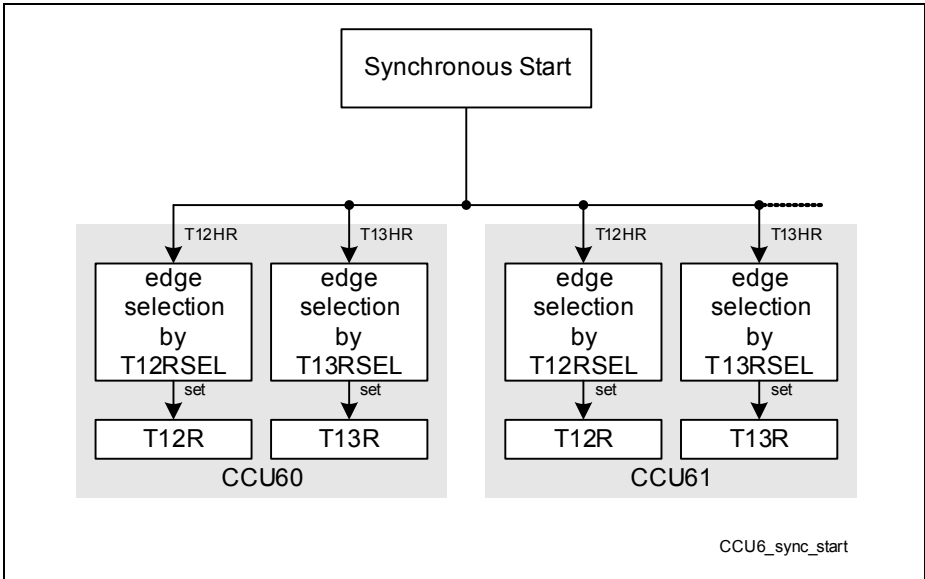 Synchronous Start
T12HR
T13HR
T12HR
T13HR
edge
selection
by
T12RSEL
edge
selection
by
T13RSEL
edge
selection
by
T12RSEL
edge
selection
by
T13RSEL
set
set
set
set
T12R
T13R
T12R
T13R
CCU60
CCU61
CCU6_sync_start